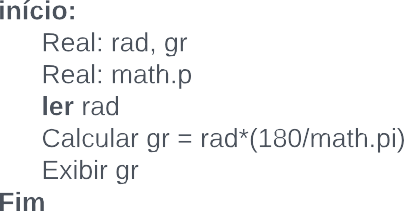 início:
Real: rad, gr
Real: math.p
ler rad
Calcular gr = rad*(180/math.pi)
Exibir gr
Fim